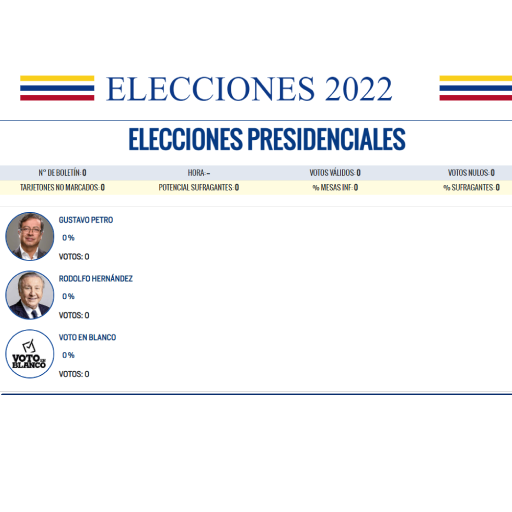 ELECCIONES 2022
ELECCIONES PRESIDENCIALES
N° DE BOLETÍN: 0 HORA: -- VOTOS VÁLIDOS: 0 VOTOS NULOS: 0
TARJETONES NO MARCADOS: 0 POTENCIAL SUFRAGANTES: 0 % MESAS INF: 0 % SUFRAGANTES: 0
GUSTAVO PETRO
0 %
VOTOS: 0
RODOLFO HERNÁNDEZ
0 %
VOTOS: 0
VOTO EN BLANCO
0 %
VOTOS: 0
VOTO EN
BLANCO